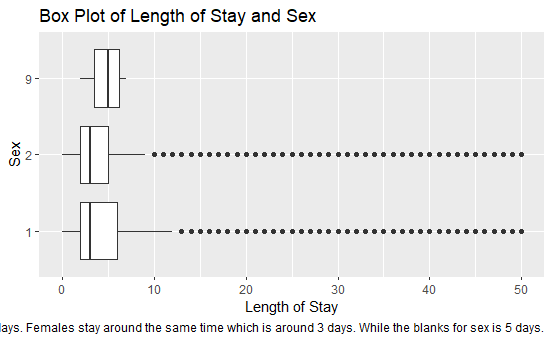 Box Plot of Length of Stay and Sex
9
2
1
Sex
0 10 20 30 40 50
Length of Stay
days. Females stay around the same time which is around 3 days. While the blanks for sex is 5 days.